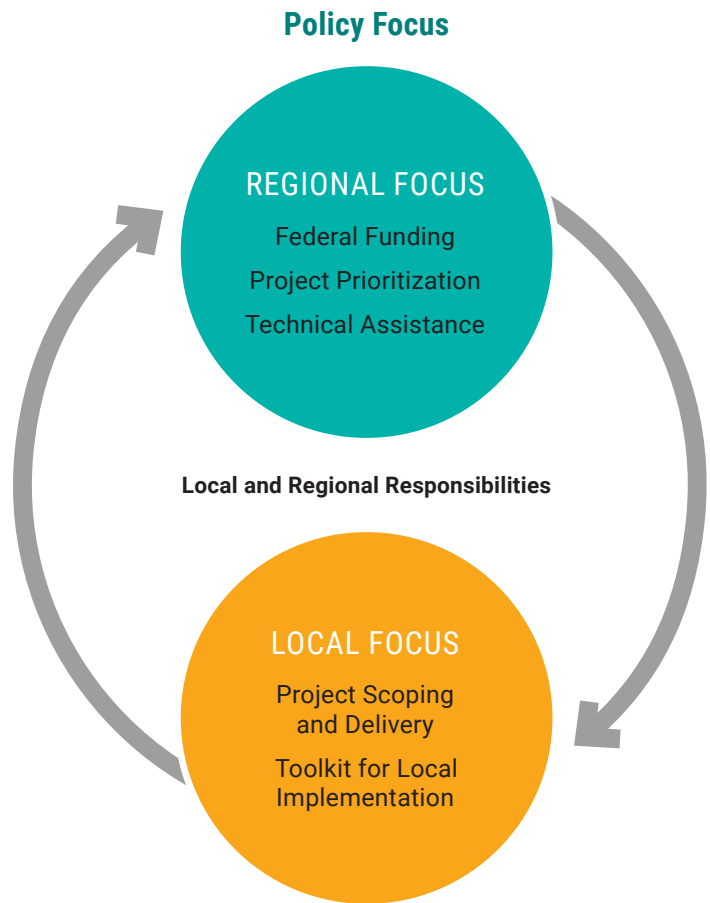 Policy Focus
REGIONAL FOCUS
Federal Funding
Project Prioritization
Technical Assistance
Local and Regional Responsibilities
LOCAL FOCUS
Project Scoping
and Delivery
Toolkit for Local
Implementation